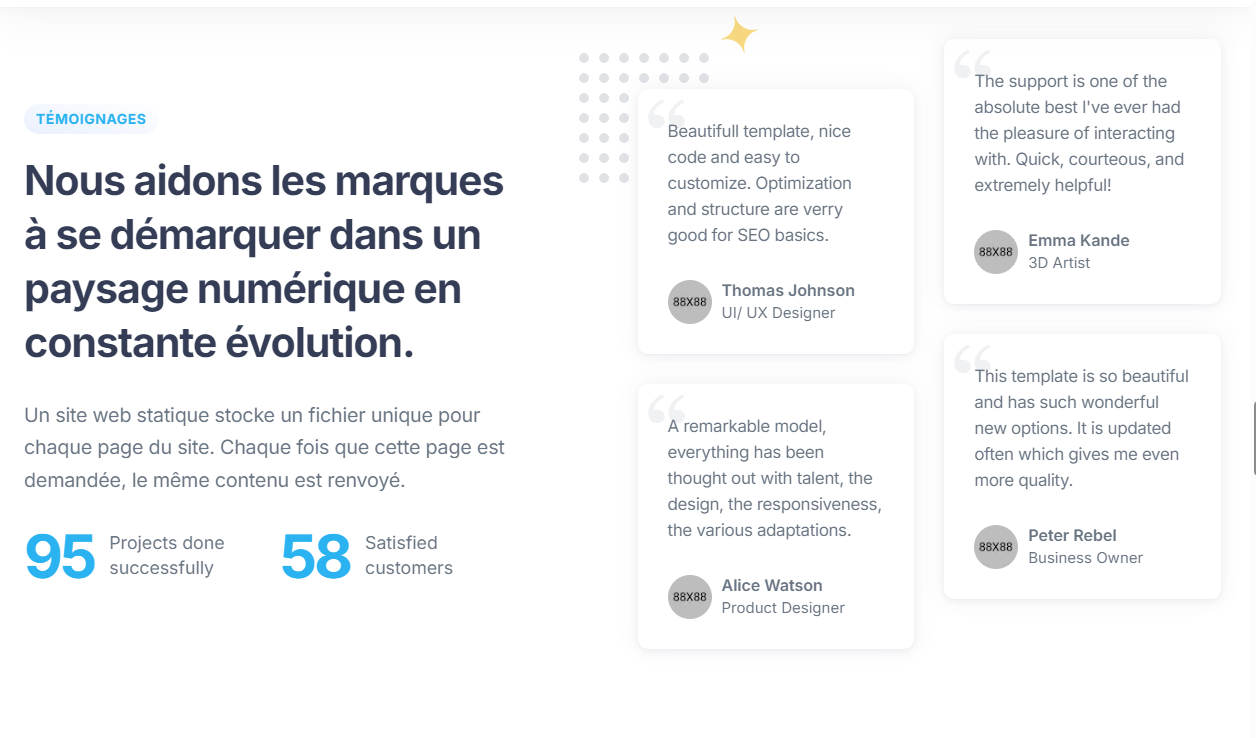 TÉMOIGNAGES
Nous aidons les marques
à se démarquer dans un
paysage numérique en
constante évolution.
Un site web statique stocke un fichier unique pour
chaque page du site. Chaque fois que cette page est
demandée, le même contenu est renvoyé.
95
Projects done
successfully
58
Satisfied
customers
“
Beautifull template, nice
code and easy to
customize. Optimization
and structure are verry
good for SEO basics.
88X88
Thomas Johnson
UI/ UX Designer
“
A remarkable model,
everything has been
thought out with talent, the
design, the responsiveness,
the various adaptations.
88X88
Alice Watson
Product Designer
“
The support is one of the
absolute best I've ever had
the pleasure of interacting
with. Quick, courteous, and
extremely helpful!
88X88
Emma Kande
3D Artist
“
This template is so beautiful
and has such wonderful
new options. It is updated
often which gives me even
more quality.
88X88
Peter Rebel
Business Owner